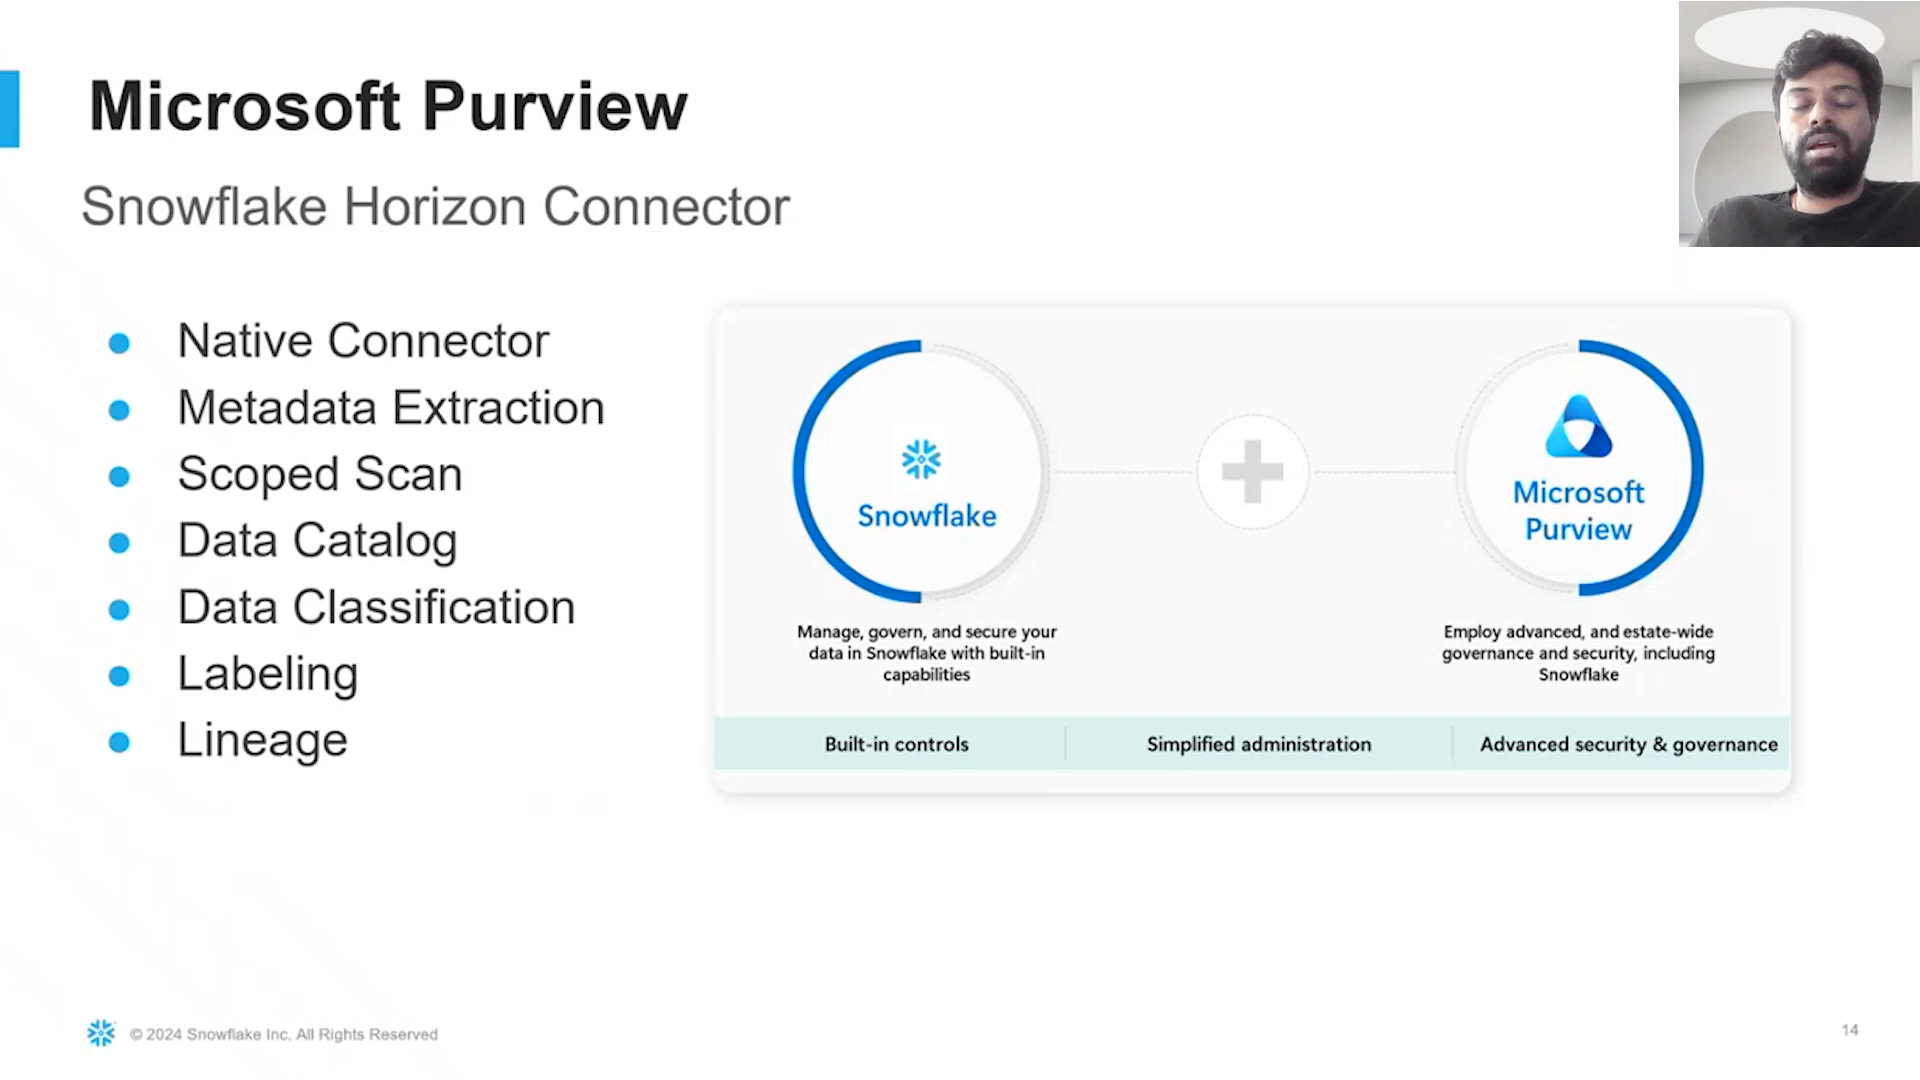 Microsoft Purview
Snowflake Horizon Connector
Native Connector
Metadata Extraction
Scoped Scan
Data Catalog
Data Classification
Labeling
Lineage
Snowflake
Manage, govern, and secure your
data in Snowflake with built-in
capabilities
Microsoft
Purview
Employ advanced, and estate-wide
governance and security, including
Snowflake
Built-in controls
Simplified administration
Advanced security & governance
© 2024 Snowflake Inc. All Rights Reserved
14